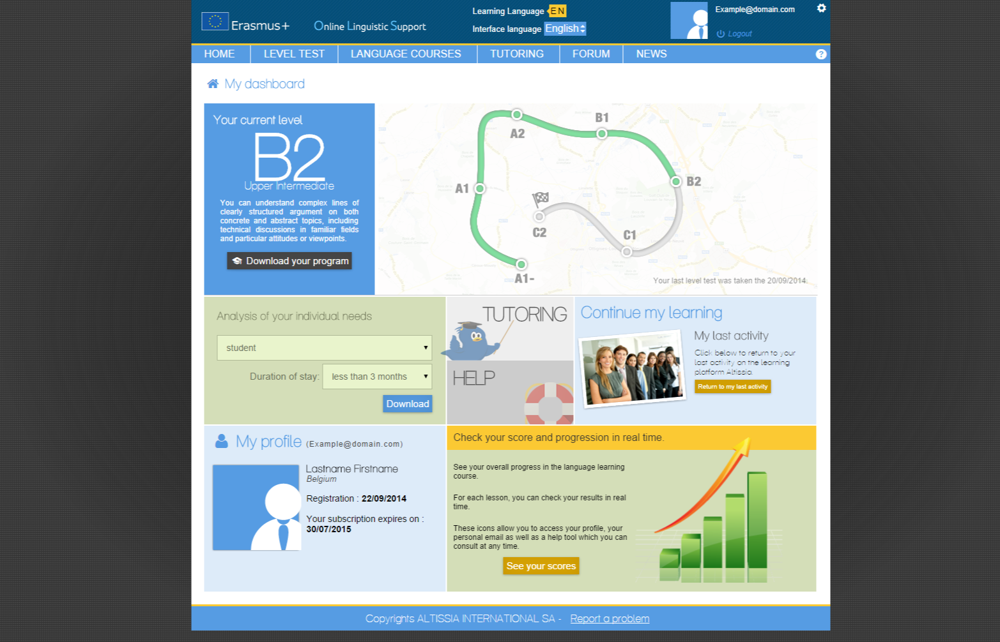 Erasmus+
Online Linguistic Support
Learning Language EN
Interface language English
Example@domain.com
Logout
HOME
LEVEL TEST
LANGUAGE COURSES
TUTORING
FORUM
NEWS
?
My dashboard
Your current level
B2
Upper Intermediate
You can understand complex lines of
clearly structured argument on both
concrete and abstract topics, including
technical discussions in familiar fields
and particular attitudes or viewpoints.
Download your program
A2
B1
A1
B2
C2
C1
A1-
Your last level test was taken the 20/09/2014.
Analysis of your individual needs
student
Duration of stay: less than 3 months
Download
TUTORING
HELP
Continue my learning
My last activity
Click below to return to your
last activity on the learning
platform Altissia
Return to my last activity
My profile (Example@domain.com)
Lastname Firstname
Belgium
Registration : 22/09/2014
Your subscription expires on :
30/07/2015
Check your score and progression in real time.
See your overall progress in the language learning
course.
For each lesson, you can check your results in real
time.
These icons allow you to access your profile, your
personal email as well as a help tool which you can
consult at any time.
See your scores
Copyrights ALTISSIA INTERNATIONAL SA - Report a problem